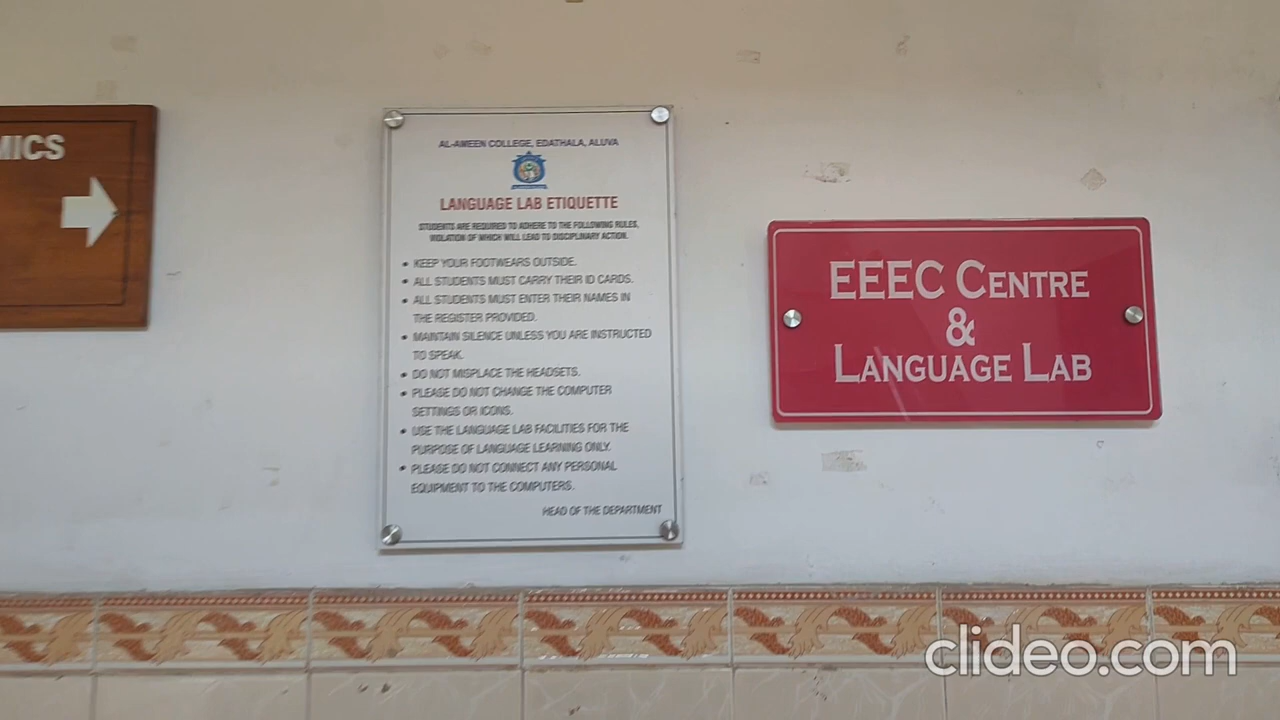 MICS
AL-AMEEN COLLEGE, EDATHALA, ALUVA
LANGUAGE LAB ETIQUETTE
STUDENTS ARE REQUIRED TO ADHERE TO THE FOLLOWING RULES,
VIOLATION OF WHICH WILL LEAD TO DISCIPLINARY ACTION.
• KEEP YOUR FOOTWEARS OUTSIDE.
• ALL STUDENTS MUST CARRY THEIR ID CARDS.
• ALL STUDENTS MUST ENTER THEIR NAMES IN
THE REGISTER PROVIDED.
• MAINTAIN SILENCE UNLESS YOU ARE INSTRUCTED
TO SPEAK.
• DO NOT MISPLACE THE HEADSETS.
• PLEASE DO NOT CHANGE THE COMPUTER
SETTINGS OR ICONS.
• USE THE LANGUAGE LAB FACILITIES FOR THE
PURPOSE OF LANGUAGE LEARNING ONLY.
• PLEASE DO NOT CONNECT ANY PERSONAL
EQUIPMENT TO THE COMPUTERS.
HEAD OF THE DEPARTMENT
EEEC CENTRE
&
LANGUAGE LAB
clideo.com